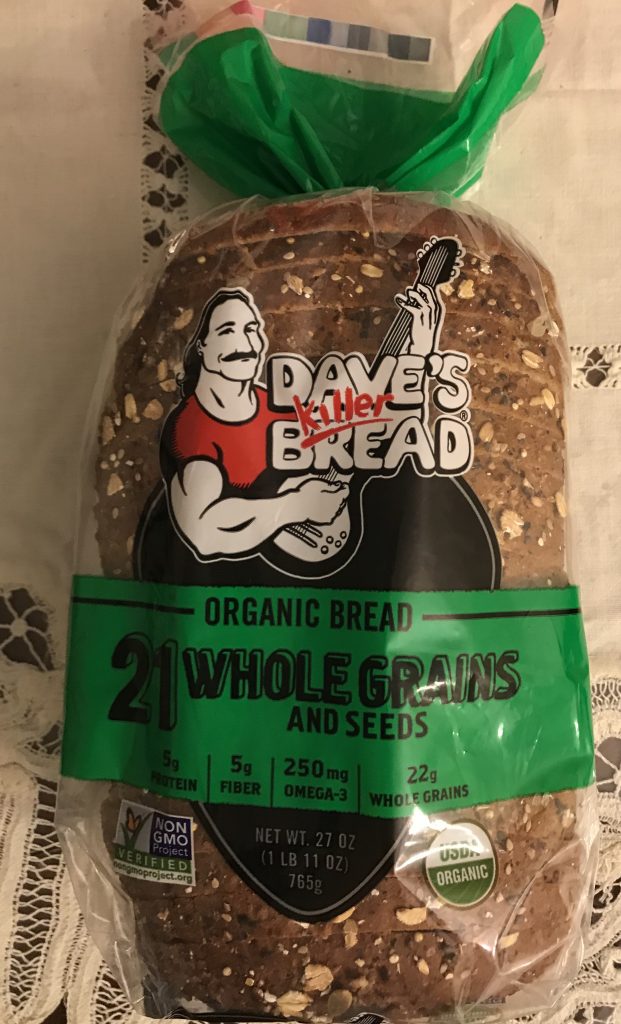 DAVE'S
killer
BREAD®
ORGANIC BREAD
21 WHOLE GRAINS
AND SEEDS
5g PROTEIN
5g FIBER
250mg OMEGA-3
22g WHOLE GRAINS
NON
GMO
Project
VERIFIED
nongmoproject.org
NET WT. 27 OZ
(1 LB 11 OZ)
765g
USDA
ORGANIC